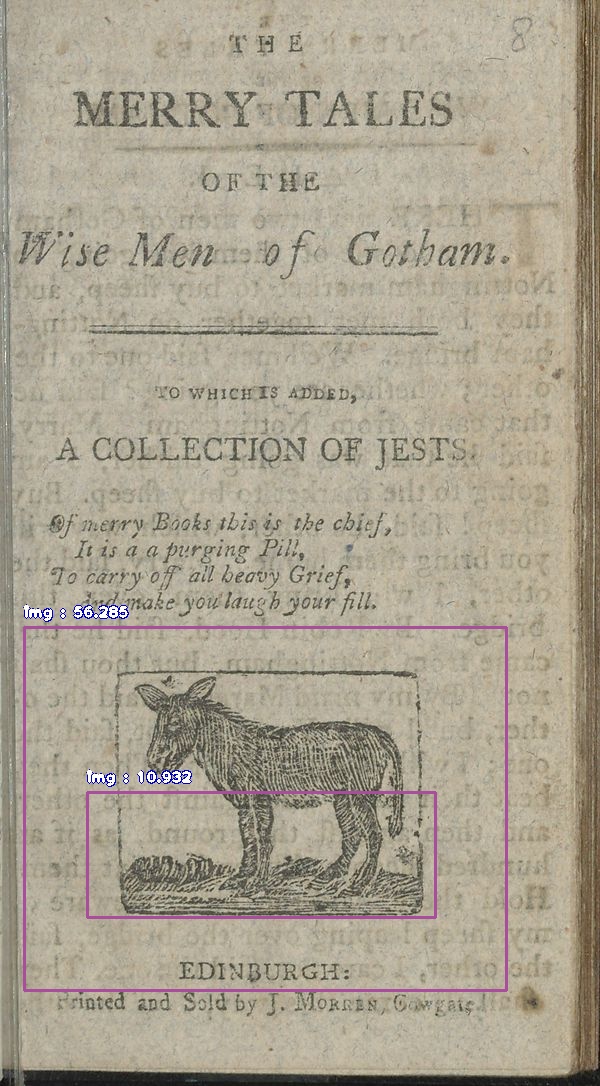 8
THE
MERRY TALES
OF THE
Wise Men of Gotham.
TO WHICH IS ADDED,
A COLLECTION OF JESTS.
Of merry Books this is the chief,
It is a a purging Pill,
To carry off all heavy Grief,
And make you laugh your fill.
Img : 56.285
Img : 10.932
EDINBURGH:
Printed and Sold by J. MORREN, Cowgate